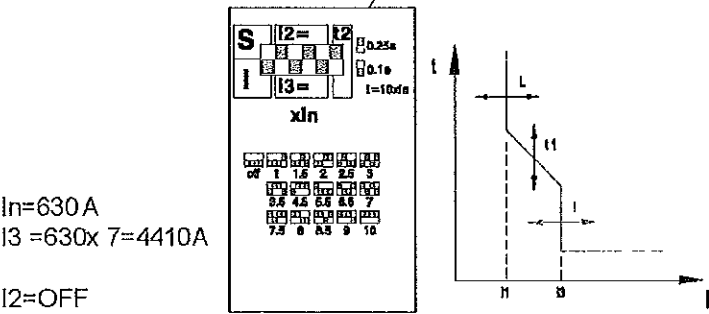 In=630 A
I3 =630x 7=4410A
I2=OFF
S I2= t2
0.25s
0.1s
I I3= t=10xIn
xIn
off 1 1.5 2 2.5 3
3.5 4.5 5.5 6.5 7
7.5 8 8.5 9 10
t
L
t1
I
I1 I3 I